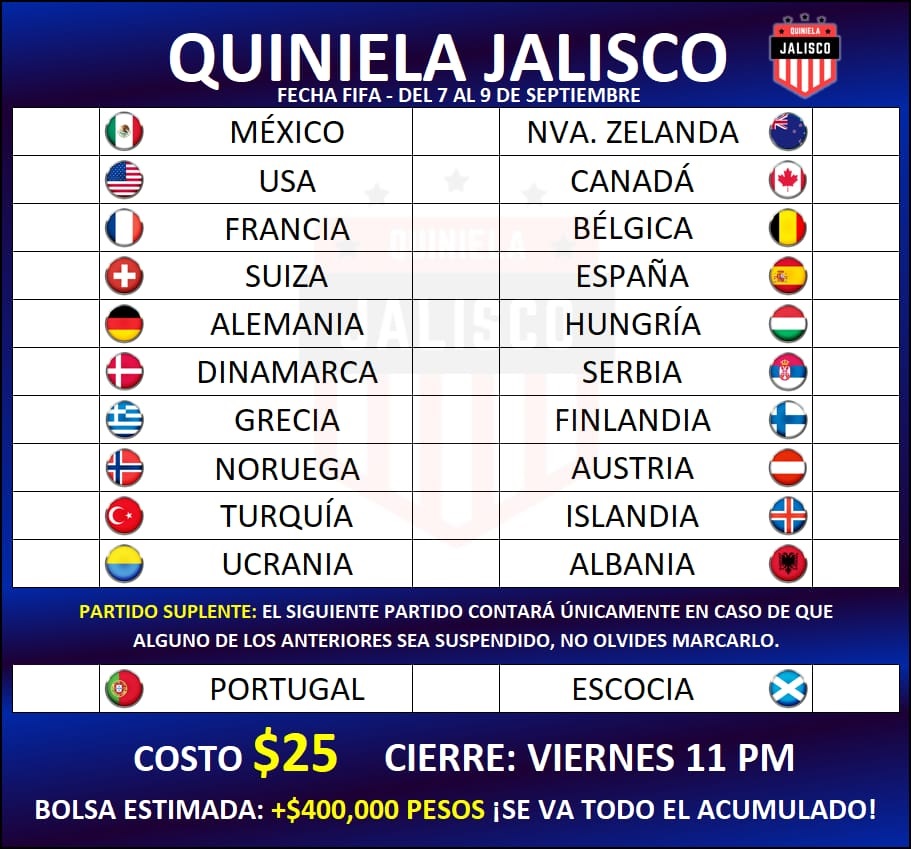 QUINIELA JALISCO
QUINIELA
JALISCO
FECHA FIFA - DEL 7 AL 9 DE SEPTIEMBRE
MÉXICO NVA. ZELANDA
USA CANADÁ
FRANCIA BÉLGICA
QUINIELA
SUIZA ESPAÑA
ALEMANIA HUNGRÍA
JALISCO
DINAMARCA SERBIA
GRECIA FINLANDIA
NORUEGA AUSTRIA
TURQUÍA ISLANDIA
UCRANIA ALBANIA
PARTIDO SUPLENTE: EL SIGUIENTE PARTIDO CONTARÁ ÚNICAMENTE EN CASO DE QUE
ALGUNO DE LOS ANTERIORES SEA SUSPENDIDO, NO OLVIDES MARCARLO.
PORTUGAL ESCOCIA
COSTO $25 CIERRE: VIERNES 11 PM
BOLSA ESTIMADA: +$400,000 PESOS ¡SE VA TODO EL ACUMULADO!